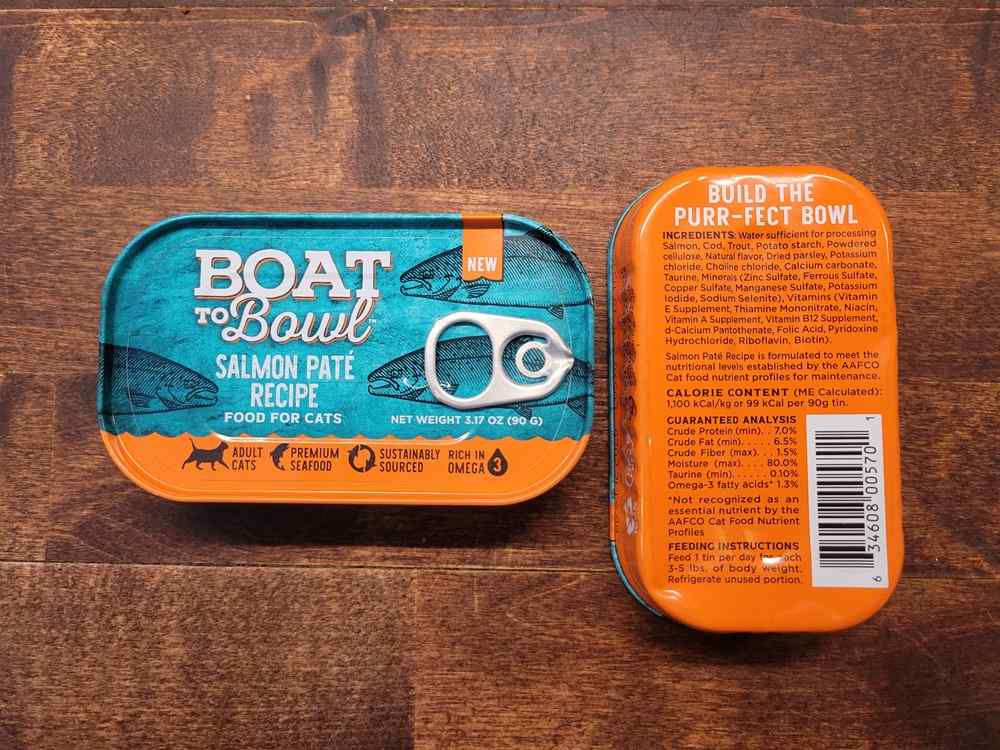 BOAT
TO Bowl™
SALMON PATÉ
RECIPE
FOOD FOR CATS
NEW
NET WEIGHT 3.17 OZ (90 G)
ADULT
CATS
PREMIUM
SEAFOOD
SUSTAINABLY
SOURCED
RICH IN
OMEGA 3
BUILD THE
PURR-FECT BOWL
INGREDIENTS: Water sufficient for processing
Salmon, Cod, Trout, Potato starch, Powdered
cellulose, Natural flavor, Dried parsley, Potassium
chloride, Choline chloride, Calcium carbonate,
Taurine, Minerals (Zinc Sulfate, Ferrous Sulfate,
Copper Sulfate, Manganese Sulfate, Potassium
Iodide, Sodium Selenite), Vitamins (Vitamin
E Supplement, Thiamine Mononitrate, Niacin,
Vitamin A Supplement, Vitamin B12 Supplement,
d-Calcium Pantothenate, Folic Acid, Pyridoxine
Hydrochloride, Riboflavin, Biotin).
Salmon Paté Recipe is formulated to meet the
nutritional levels established by the AAFCO
Cat food nutrient profiles for maintenance.
CALORIE CONTENT (ME Calculated):
1,100 kCal/kg or 99 kCal per 90g tin.
GUARANTEED ANALYSIS
Crude Protein (min). . 7.0%
Crude Fat (min). . . . . 6.5%
Crude Fiber (max). . . 1.5%
Moisture (max). . . . 80.0%
Taurine (min). . . . . . 0.10%
Omega-3 fatty acids* 1.3%
*Not recognized as an
essential nutrient by the
AAFCO Cat Food Nutrient
Profiles
FEEDING INSTRUCTIONS
Feed 1 tin per day for each
3-5 lbs. of body weight.
Refrigerate unused portion.
6 34608 00570 1